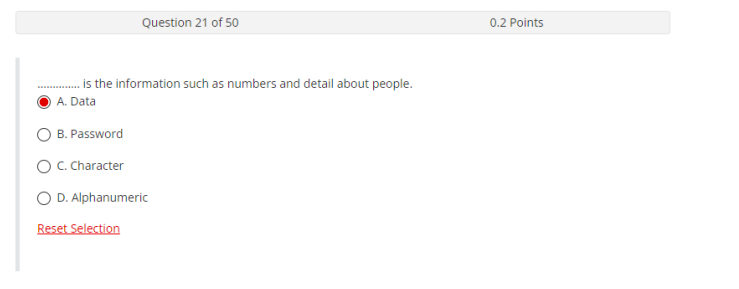 Question 21 of 50 0.2 Points
.............. is the information such as numbers and detail about people.
A. Data
B. Password
C. Character
D. Alphanumeric
Reset Selection